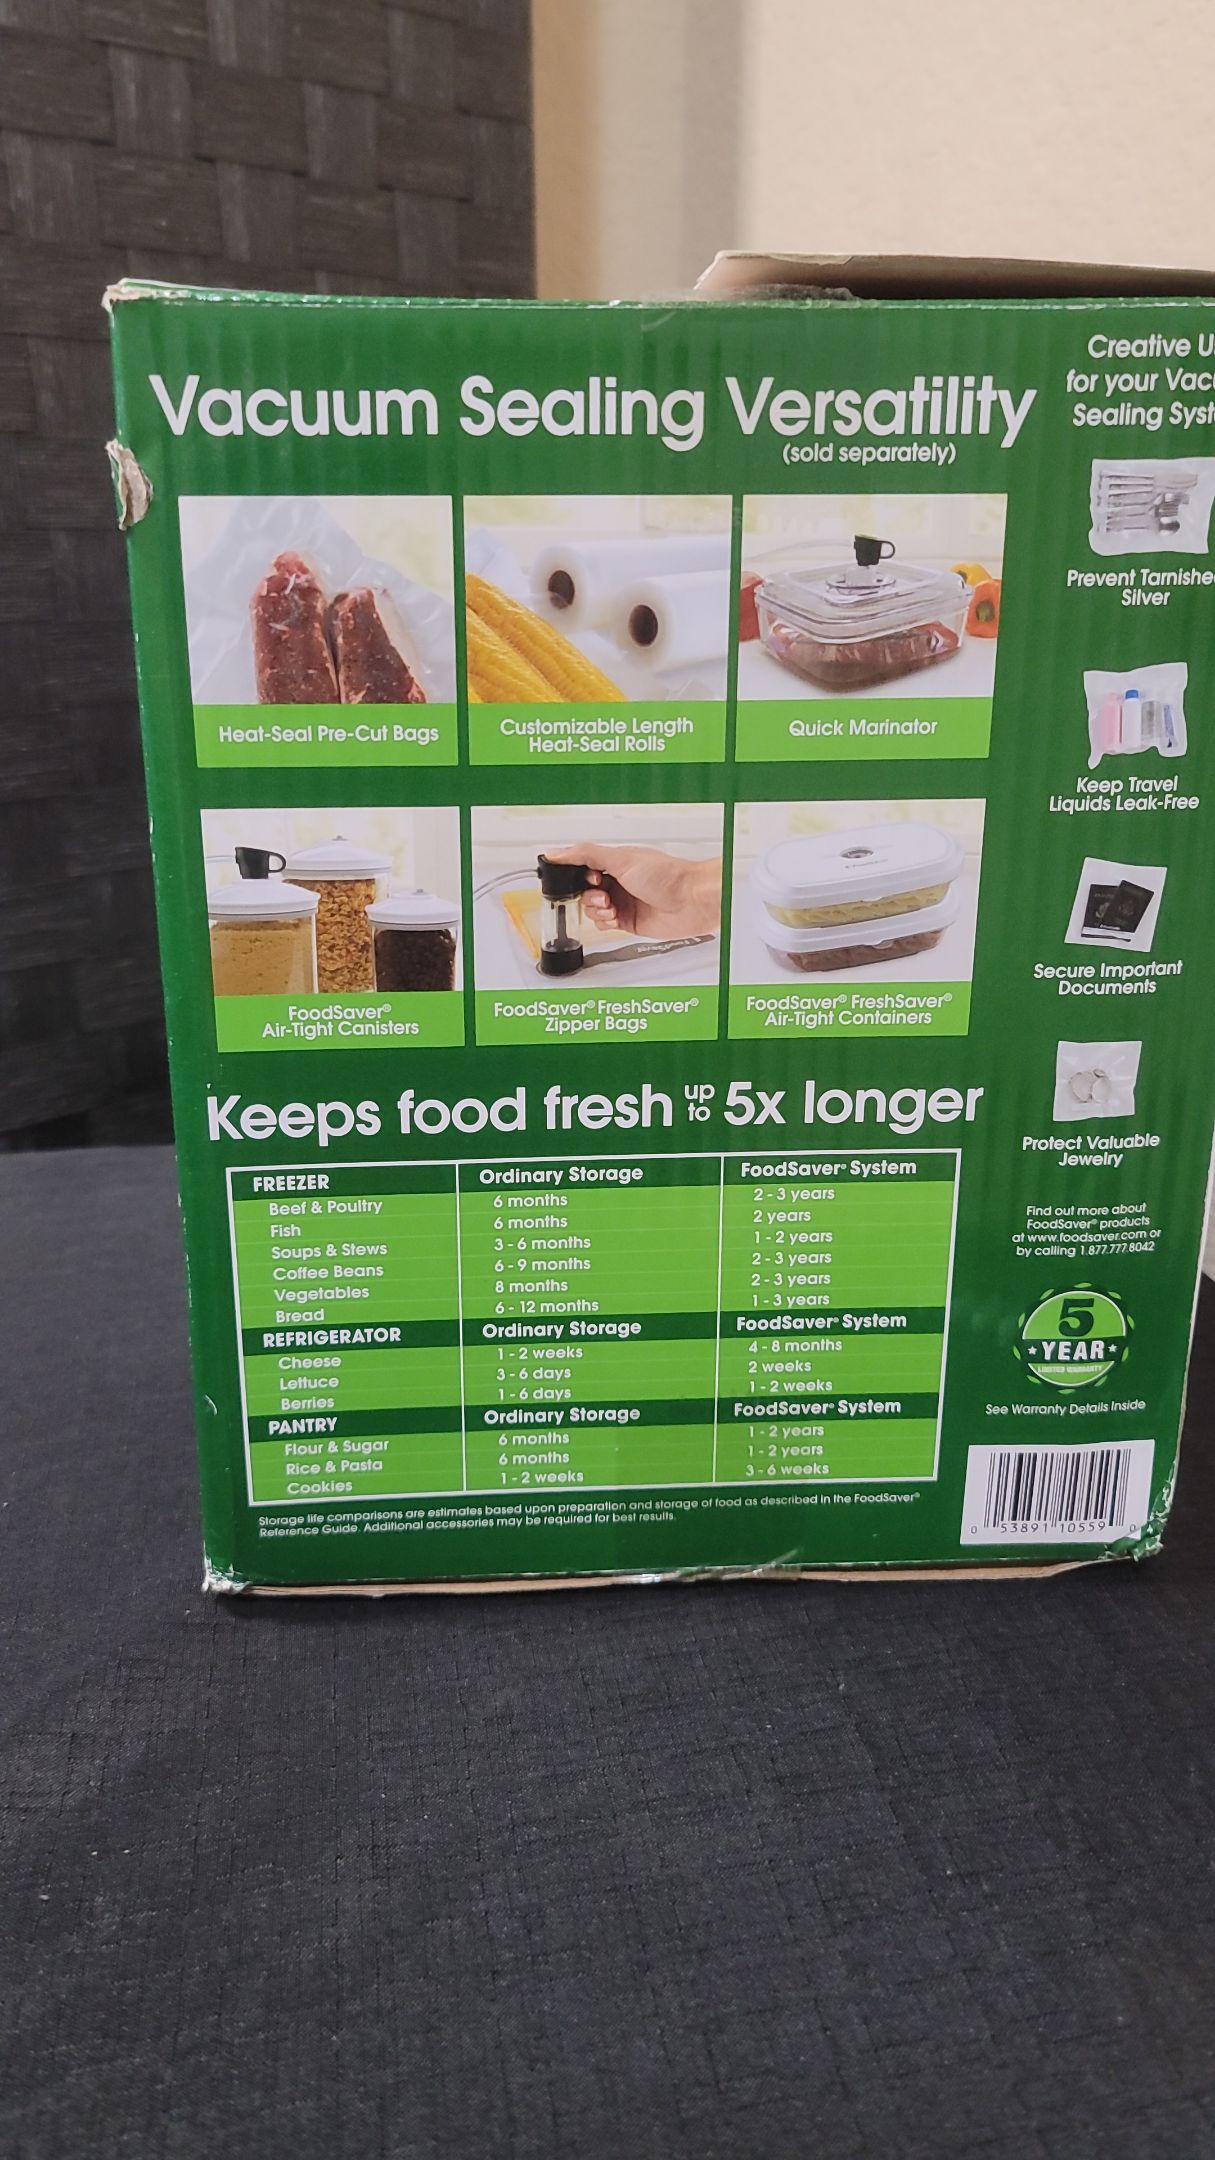 Vacuum Sealing Versatility
(sold separately)
Heat-Seal Pre-Cut Bags
Customizable Length
Heat-Seal Rolls
Quick Marinator
FoodSaver®
Air-Tight Canisters
FoodSaver® FreshSaver®
Zipper Bags
FoodSaver® FreshSaver®
Air-Tight Containers
Keeps food fresh up to 5x longer
FREEZER Ordinary Storage FoodSaver® System
Beef & Poultry 6 months 2 - 3 years
Fish 6 months 2 years
Soups & Stews 3 - 6 months 1 - 2 years
Coffee Beans 6 - 9 months 2 - 3 years
Vegetables 8 months 2 - 3 years
Bread 6 - 12 months 1 - 3 years
REFRIGERATOR Ordinary Storage FoodSaver® System
Cheese 1 - 2 weeks 4 - 8 months
Lettuce 3 - 6 days 2 weeks
Berries 1 - 6 days 1 - 2 weeks
PANTRY Ordinary Storage FoodSaver® System
Flour & Sugar 6 months 1 - 2 years
Rice & Pasta 6 months 1 - 2 years
Cookies 1 - 2 weeks 3 - 6 weeks
Storage life comparisons are estimates based upon preparation and storage of food as described in the FoodSaver®
Reference Guide. Additional accessories may be required for best results.
Creative
for your
Sealing
Prevent
Silver
Keep Travel
Liquids Leak-Free
Secure Important
Documents
Protect Valuable
Jewelry
Find out more about
FoodSaver® products
at www.foodsaver.com or
by calling 1.877.777.8042
5
YEAR
LIMITED WARRANTY
See Warranty Details Inside
0 53891 10559 0